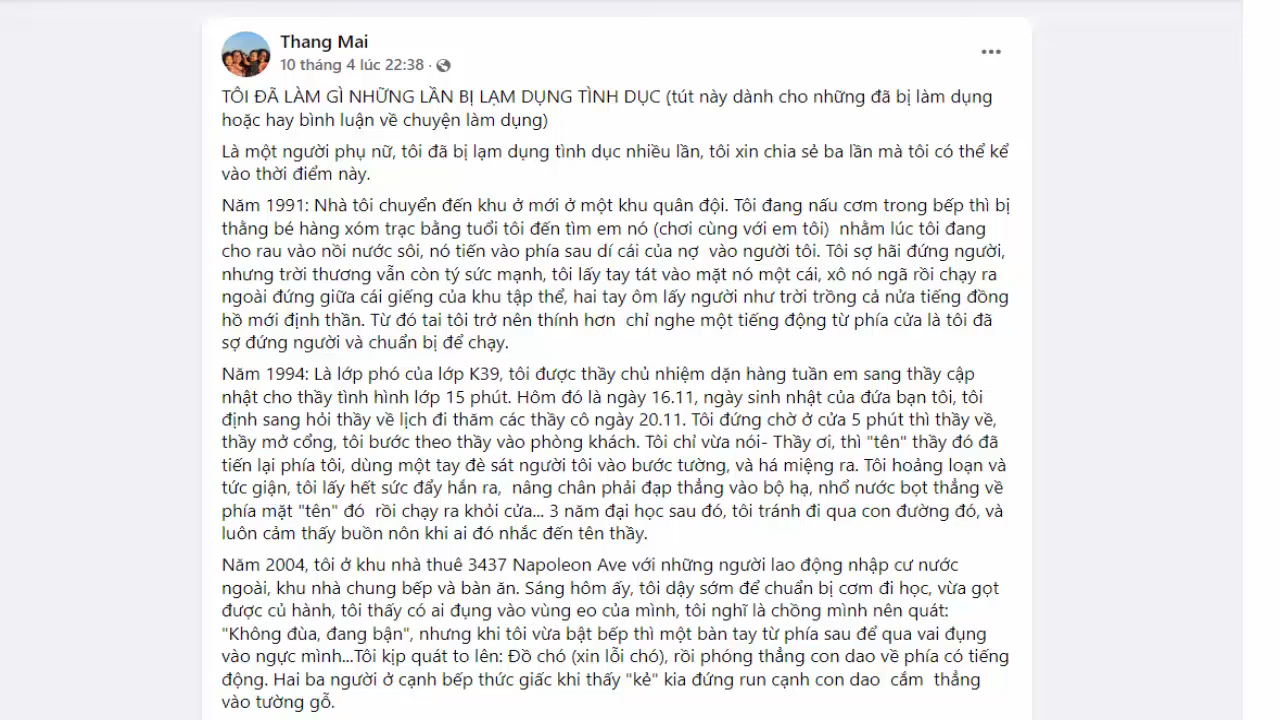 Thang Mai
10 tháng 4 lúc 22:38 ·
TÔI ĐÃ LÀM GÌ NHỮNG LẦN BỊ LẠM DỤNG TÌNH DỤC (tút này dành cho những đã bị làm dụng
hoặc hay bình luận về chuyện làm dụng)
Là một người phụ nữ, tôi đã bị lạm dụng tình dục nhiều lần, tôi xin chia sẻ ba lần mà tôi có thể kể
vào thời điểm này.
Năm 1991: Nhà tôi chuyển đến khu ở mới ở một khu quân đội. Tôi đang nấu cơm trong bếp thì bị
thằng bé hàng xóm trạc bằng tuổi tôi đến tìm em nó (chơi cùng với em tôi)  nhằm lúc tôi đang
cho rau vào nồi nước sôi, nó tiến vào phía sau dí cái của nợ  vào người tôi. Tôi sợ hãi đứng người,
nhưng trời thương vẫn còn tý sức mạnh, tôi lấy tay tát vào mặt nó một cái, xô nó ngã rồi chạy ra
ngoài đứng giữa cái giếng của khu tập thể, hai tay ôm lấy người như trời trồng cả nửa tiếng đồng
hồ mới định thần. Từ đó tai tôi trở nên thính hơn  chỉ nghe một tiếng động từ phía cửa là tôi đã
sợ đứng người và chuẩn bị để chạy.
Năm 1994: Là lớp phó của lớp K39, tôi được thầy chủ nhiệm dặn hàng tuần em sang thầy cập
nhật cho thầy tình hình lớp 15 phút. Hôm đó là ngày 16.11, ngày sinh nhật của đứa bạn tôi, tôi
định sang hỏi thầy về lịch đi thăm các thầy cô ngày 20.11. Tôi đứng chờ ở cửa 5 phút thì thầy về,
thầy mở cổng, tôi bước theo thầy vào phòng khách. Tôi chỉ vừa nói- Thầy ơi, thì "tên" thầy đó đã
tiến lại phía tôi, dùng một tay đè sát người tôi vào bước tường, và há miệng ra. Tôi hoảng loạn và
tức giận, tôi lấy hết sức đẩy hắn ra,  nâng chân phải đạp thẳng vào bộ hạ, nhổ nước bọt thẳng về
phía mặt "tên" đó  rồi chạy ra khỏi cửa... 3 năm đại học sau đó, tôi tránh đi qua con đường đó, và
luôn cảm thấy buồn nôn khi ai đó nhắc đến tên thầy.
Năm 2004, tôi ở khu nhà thuê 3437 Napoleon Ave với những người lao động nhập cư nước
ngoài, khu nhà chung bếp và bàn ăn. Sáng hôm ấy, tôi dậy sớm để chuẩn bị cơm đi học, vừa gọt
được củ hành, tôi thấy có ai đụng vào vùng eo của mình, tôi nghĩ là chồng mình nên quát:
"Không đùa, đang bận", nhưng khi tôi vừa bật bếp thì một bàn tay từ phía sau để qua vai đụng
vào ngực mình...Tôi kịp quát to lên: Đồ chó (xin lỗi chó), rồi phóng thẳng con dao về phía có tiếng
động. Hai ba người ở cạnh bếp thức giấc khi thấy "kẻ" kia đứng run cạnh con dao  cắm  thẳng
vào tường gỗ.